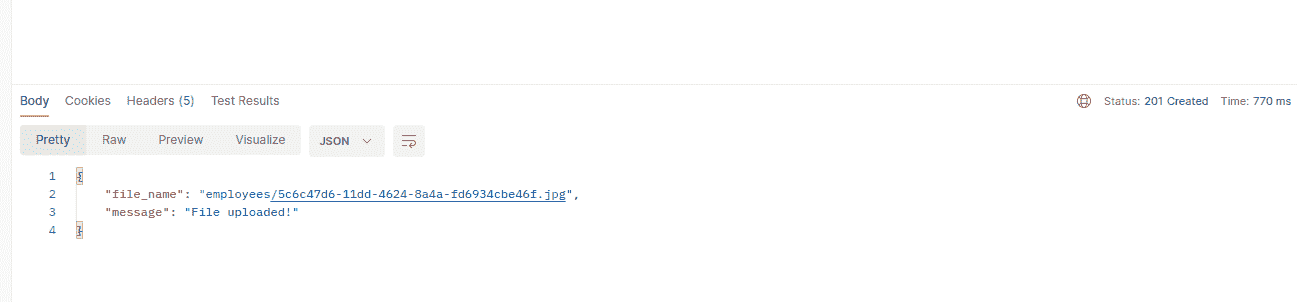 Body Cookies Headers (5) Test Results Status: 201 Created Time: 770 ms
Pretty Raw Preview Visualize JSON
1 {
2 "file_name": "employees/5c6c47d6-11dd-4624-8a4a-fd6934cbe46f.jpg",
3 "message": "File uploaded!"
4 }